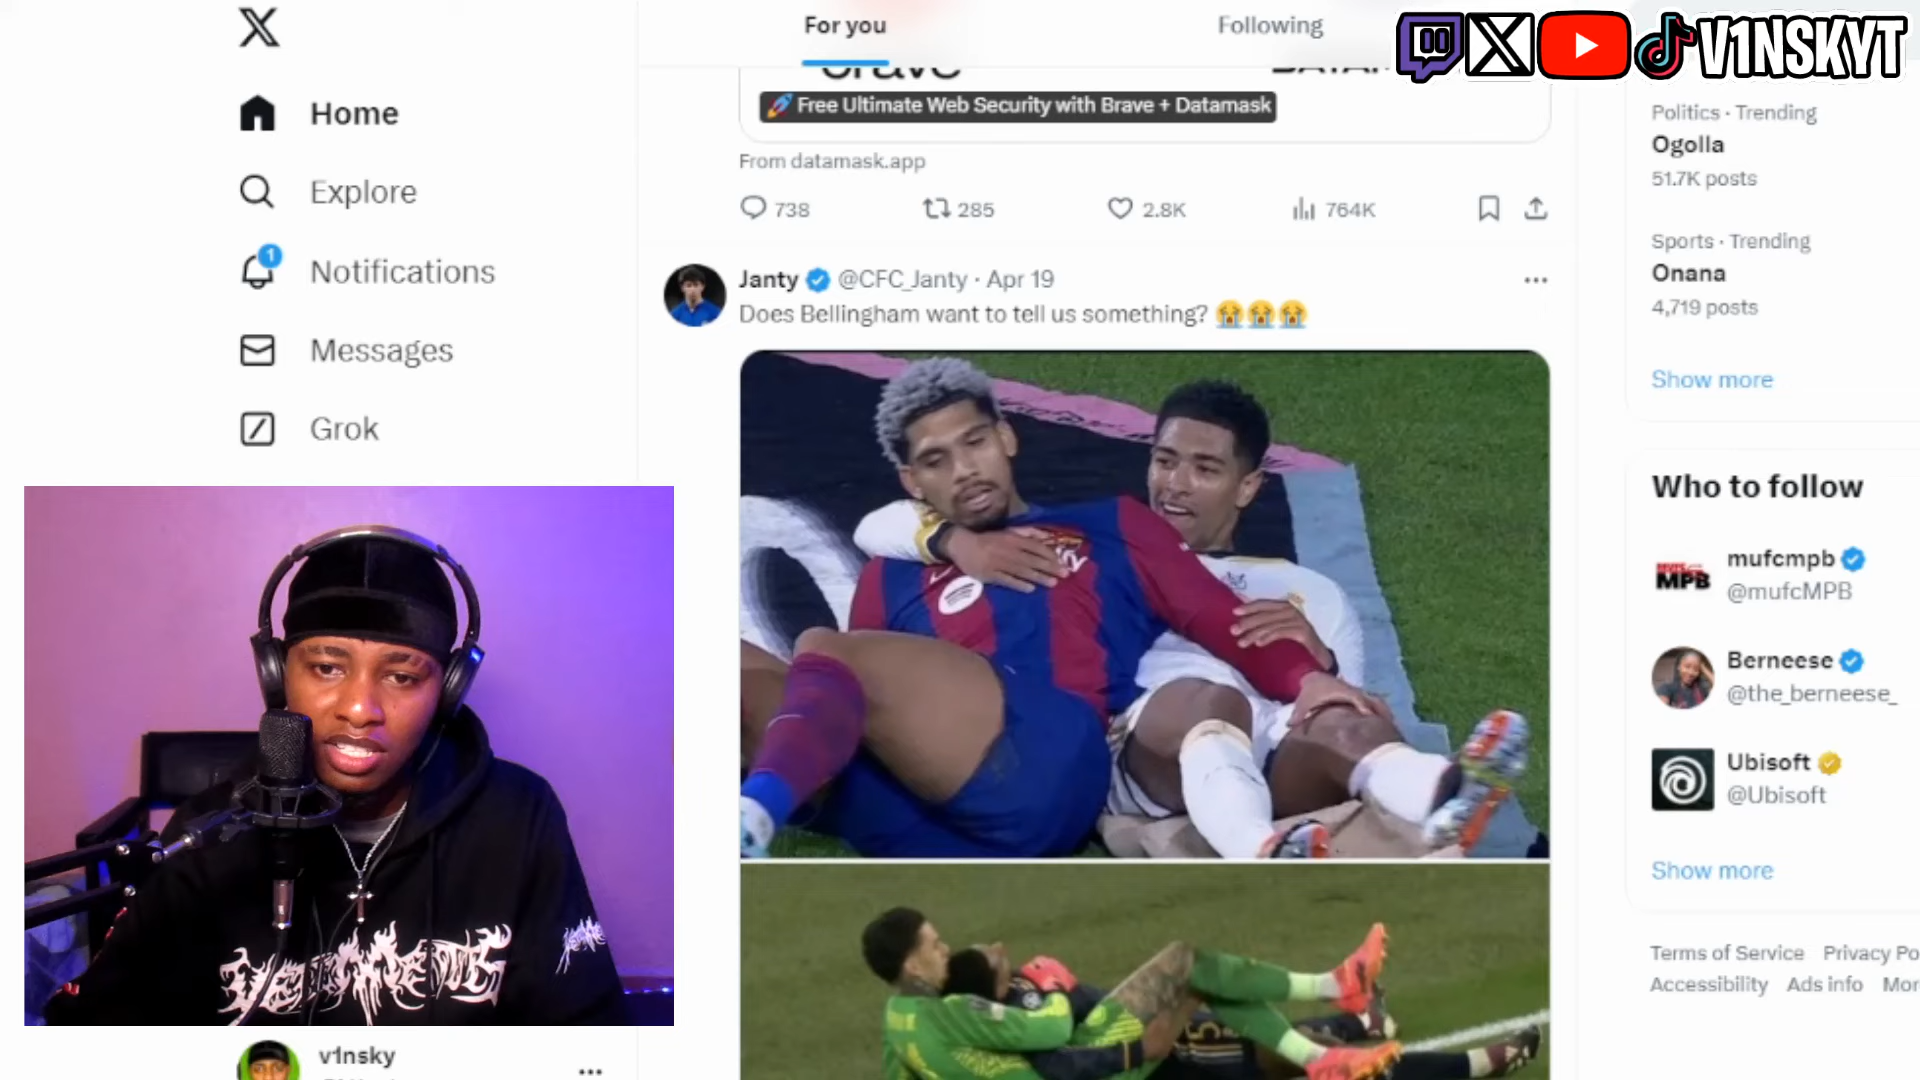 For you
Following
V1NSKYT
Home
Explore
Notifications
1
Messages
Grok
Free Ultimate Web Security with Brave + Datamask
From datamask.app
738
285
2.8K
764K
Janty @CFC_Janty · Apr 19
Does Bellingham want to tell us something? 😭😭😭
Politics · Trending
Ogolla
51.7K posts
Sports · Trending
Onana
4,719 posts
Show more
Who to follow
MPB
mufcmpb
@mufcMPB
Berneese
@the_berneese_
Ubisoft
@Ubisoft
Show more
Terms of Service Privacy Po
Accessibility Ads info Mor
v1nsky